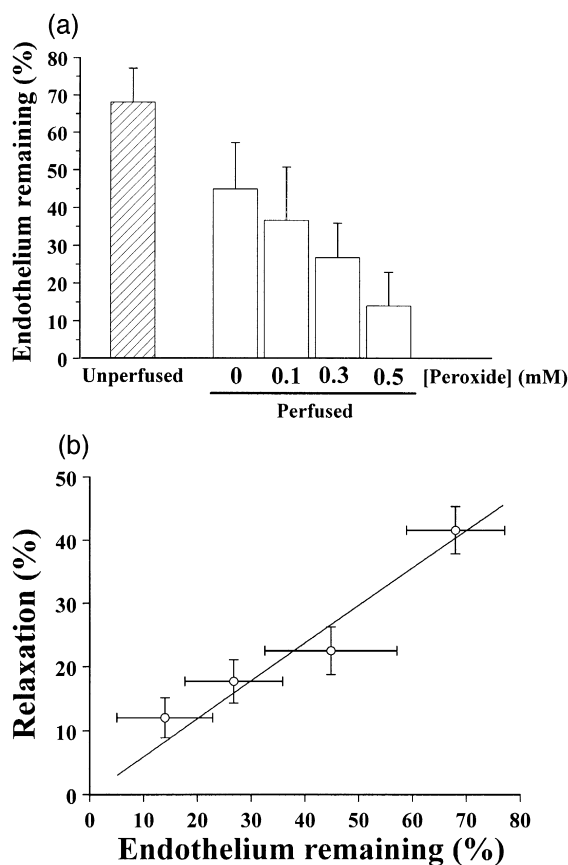 (a)
Endothelium remaining (%)
80
70
60
50
40
30
20
10
0
Unperfused 0 0.1 0.3 0.5 [Peroxide] (mM)
Perfused
(b)
Relaxation (%)
50
40
30
20
10
0
0 10 20 30 40 50 60 70 80
Endothelium remaining (%)